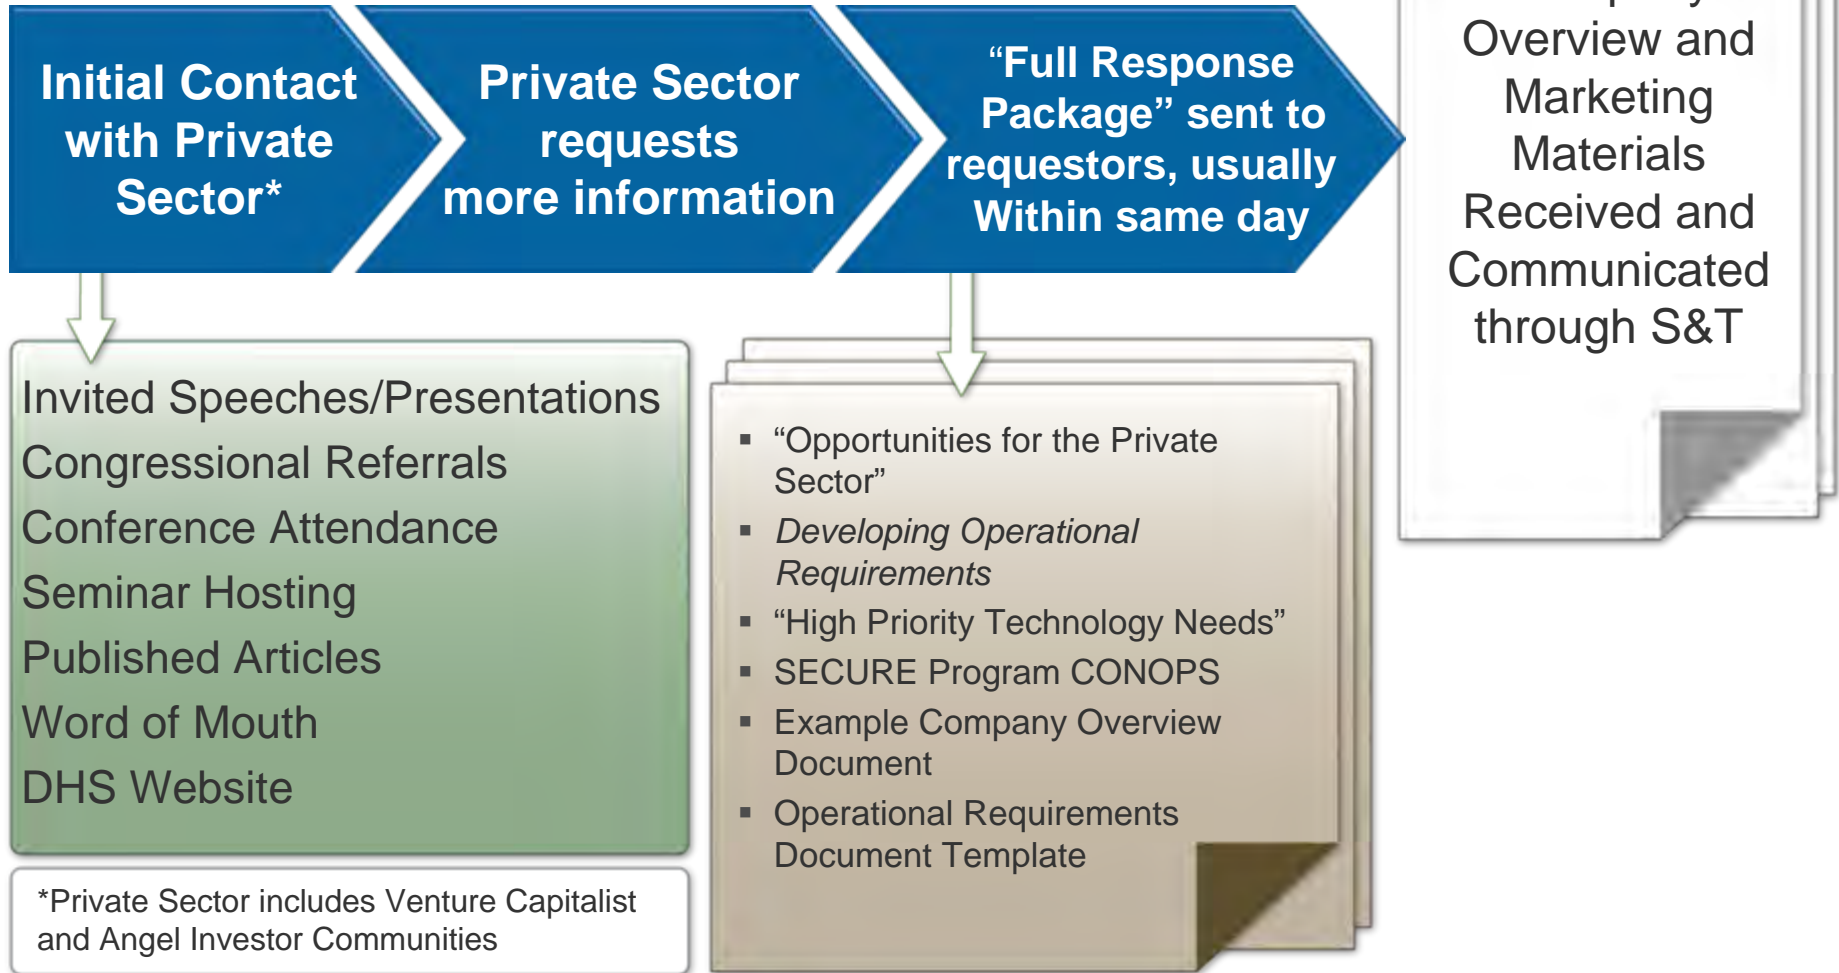 Initial Contact
with Private
Sector*
Private Sector
requests
more information
“Full Response
Package” sent to
requestors, usually
Within same day
Overview and
Marketing
Materials
Received and
Communicated
through S&T
Invited Speeches/Presentations
Congressional Referrals
Conference Attendance
Seminar Hosting
Published Articles
Word of Mouth
DHS Website
*Private Sector includes Venture Capitalist
and Angel Investor Communities
▪ “Opportunities for the Private
Sector”
▪ Developing Operational
Requirements
▪ “High Priority Technology Needs”
▪ SECURE Program CONOPS
▪ Example Company Overview
Document
▪ Operational Requirements
Document Template